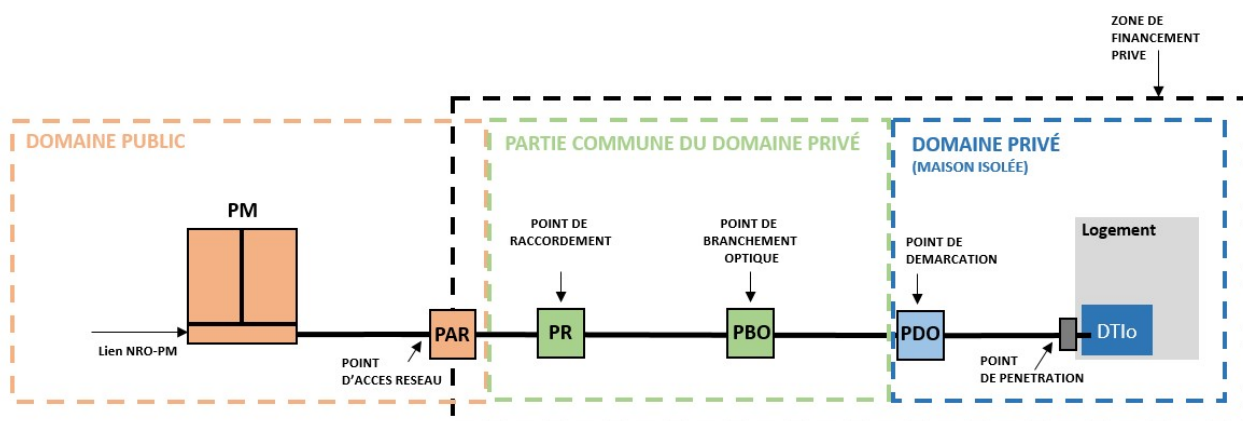 ZONE DE
FINANCEMENT
PRIVE
DOMAINE PUBLIC
PARTIE COMMUNE DU DOMAINE PRIVÉ
DOMAINE PRIVÉ
(MAISON ISOLÉE)
PM
POINT DE
RACCORDEMENT
POINT DE
BRANCHEMENT
OPTIQUE
POINT DE
DEMARCATION
Logement
PAR
PR
PBO
PDO
DTIo
Lien NRO-PM
POINT
D'ACCES RESEAU
POINT
DE PENETRATION